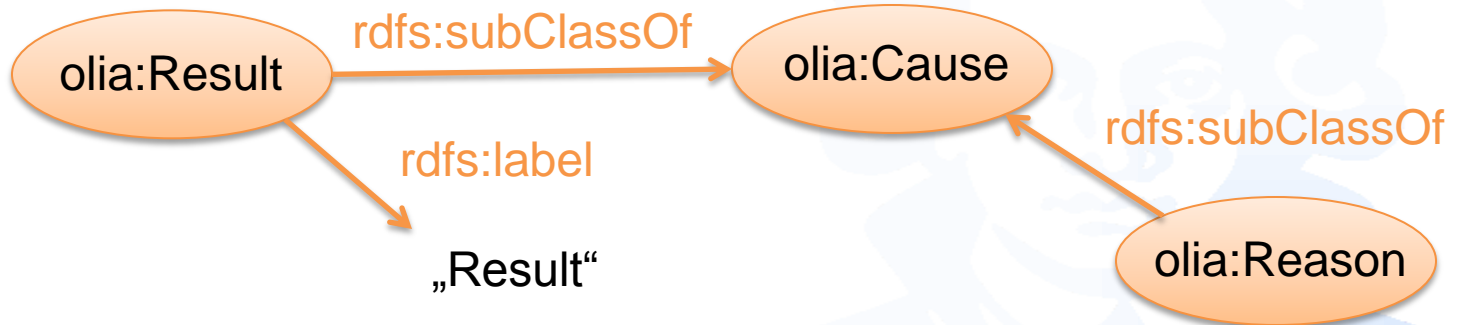 rdfs:subClassOf
olia:Result
olia:Cause
rdfs:label
rdfs:subClassOf
„Result“
olia:Reason